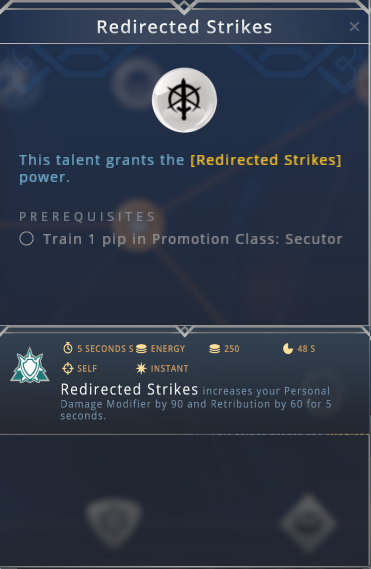 Redirected Strikes
This talent grants the [Redirected Strikes]
power.
PREREQUISITES
Train 1 pip in Promotion Class: Secutor
5 SECONDS S ENERGY 250 48 S
SELF INSTANT
Redirected Strikes increases your Personal
Damage Modifier by 90 and Retribution by 60 for 5
seconds.